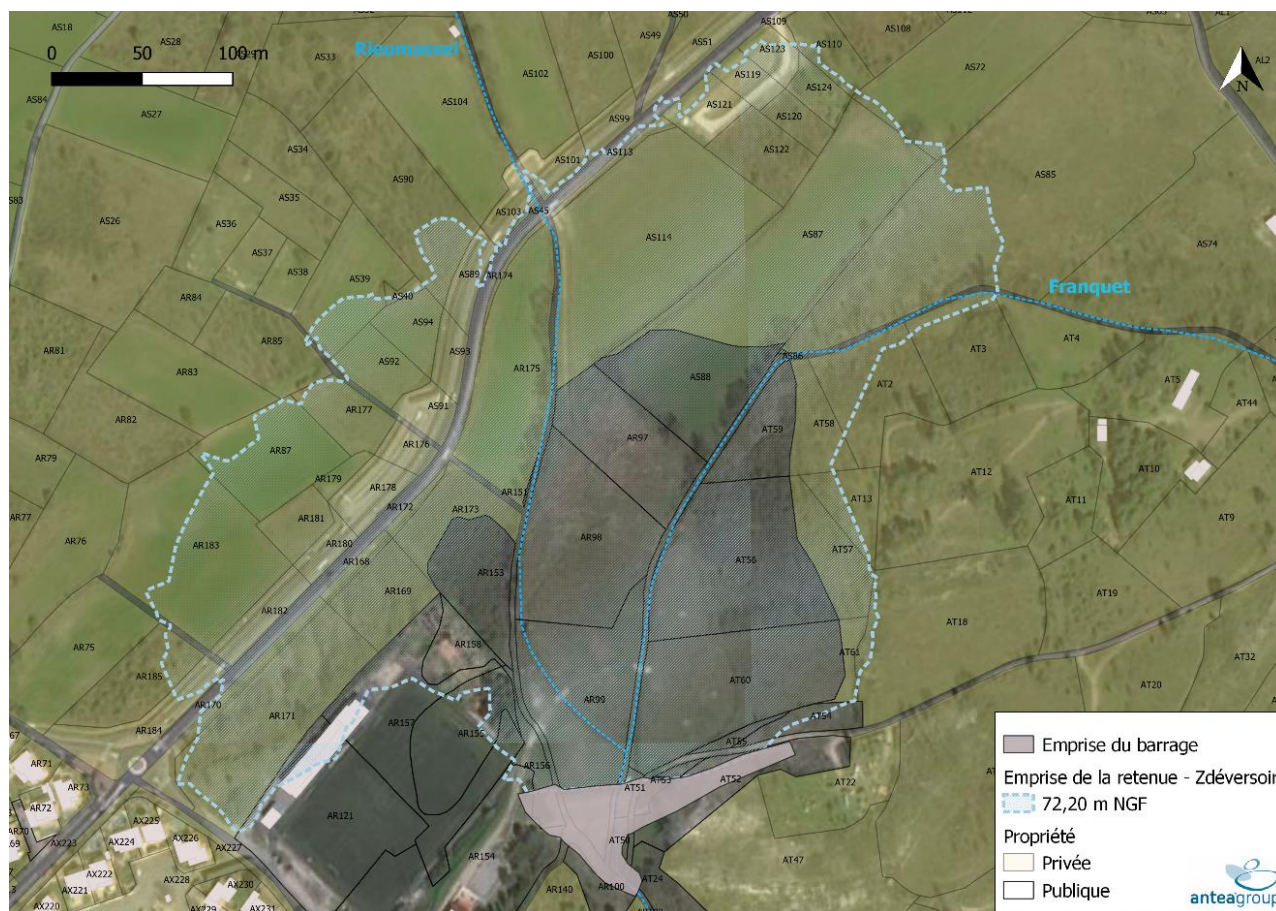 AS18
AS28
AS33
AS50
AS49
AS51
AS109
AS123
AS110
AS108
AL2
0 50 100 m
Rieumassel
AS100
AS102
AS119
AS72
AS84
AS27
AS104
AS121
AS124
AS120
AS99
AS34
AS101
AS113
AS122
AS90
AS85
AS35
AS83
AS26
AS36
AS103
AS45
AS114
AS87
AS74
AS37
AS38
AS39
AS89
AR174
Franquet
AR84
AS40
AS94
AR85
AS93
AT4
AT3
AR81
AS92
AS86
AR83
AR175
AS88
AT2
AT5
AS91
AR177
AT44
AR82
AT58
AT59
AR97
AR176
AR87
AR79
AT12
AT10
AR179
AR178
AR151
AT13
AT11
AR77
AR172
AR173
AR181
AR76
AR98
AT9
AR183
AR180
AT57
AR168
AT56
AR153
AR169
AT19
AR182
AT18
AR75
AR158
AT61
AT32
AR185
AT60
AT20
AR99
AR170
AR171
AR157
AT54
AR184
AR155
AR71
AT52
AR156
AR73
AT51
AT22
AR72
AX225
AR121
AX224
AX226
AX223
AX227
AR154
AT47
AX222
AX228
AT24
AX221
AX230
AR140
AR100
AX220
AX229
AX231
Emprise du barrage
Emprise de la retenue - Zdéversoir
72,20 m NGF
Propriété
Privée
Publique
anteagroup